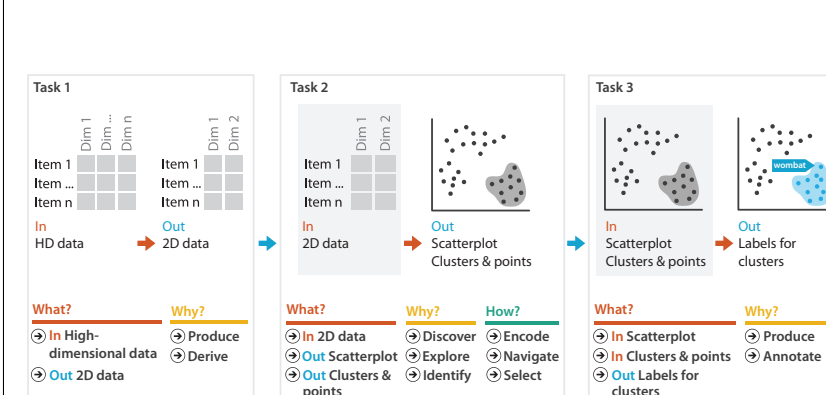 Task 1
Dim 1
Dim ...
Dim n
Dim 1
Dim 2
Item 1
Item ...
Item n
Item 1
Item ...
Item n
In
HD data
Out
2D data
What?
In High-
dimensional data
Out 2D data
Why?
Produce
Derive
Task 2
Dim 1
Dim 2
Item 1
Item ...
Item n
In
2D data
Out
Scatterplot
Clusters & points
What?
In 2D data
Out Scatterplot
Out Clusters &
points
Why?
Discover
Explore
Identify
How?
Encode
Navigate
Select
Task 3
wombat
In
Scatterplot
Clusters & points
Out
Labels for
clusters
What?
In Scatterplot
In Clusters & points
Out Labels for
clusters
Why?
Produce
Annotate